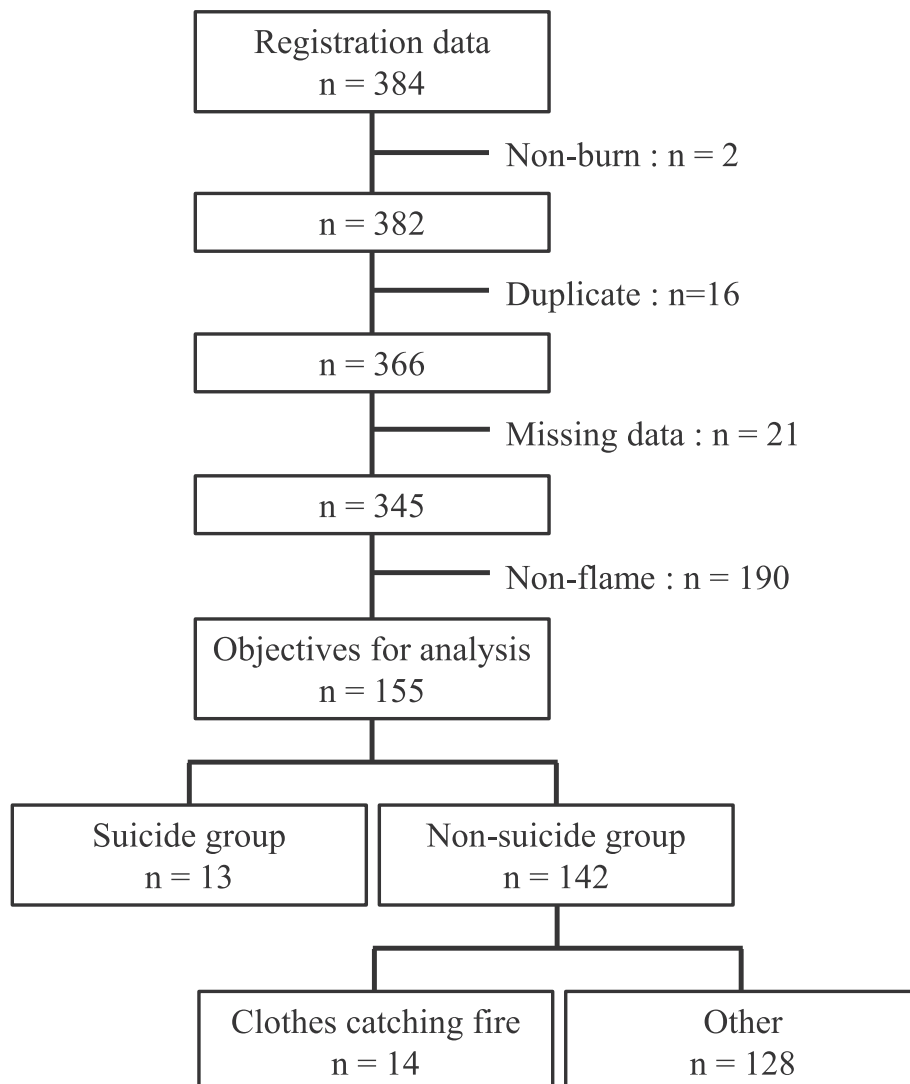 Registration data
n = 384
Non-burn : n = 2
n = 382
Duplicate : n=16
n = 366
Missing data : n = 21
n = 345
Non-flame : n = 190
Objectives for analysis
n = 155
Suicide group
n = 13
Non-suicide group
n = 142
Clothes catching fire
n = 14
Other
n = 128